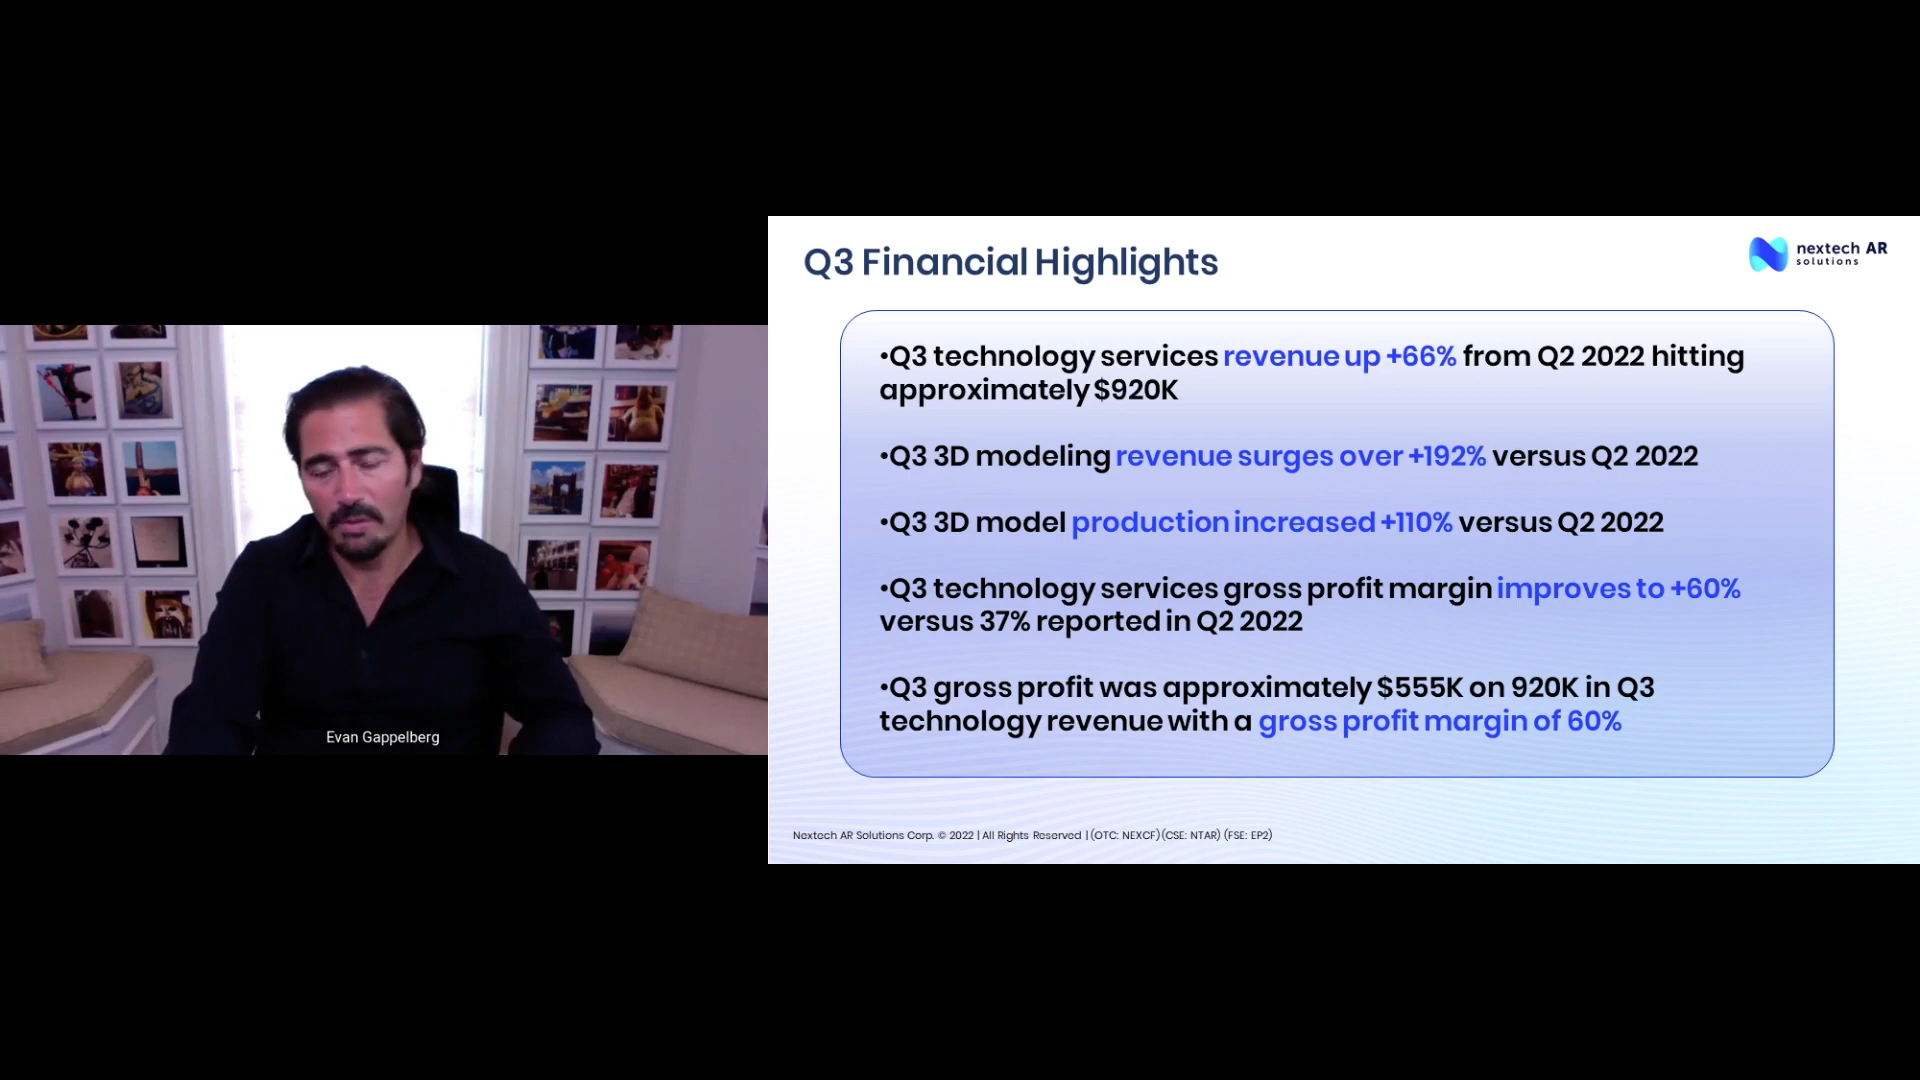 Q3 Financial Highlights
nextech AR
solutions
•Q3 technology services revenue up +66% from Q2 2022 hitting
approximately $920K
•Q3 3D modeling revenue surges over +192% versus Q2 2022
•Q3 3D model production increased +110% versus Q2 2022
•Q3 technology services gross profit margin improves to +60%
versus 37% reported in Q2 2022
•Q3 gross profit was approximately $555K on 920K in Q3
technology revenue with a gross profit margin of 60%
Evan Gappelberg
Nextech AR Solutions Corp. © 2022 | All Rights Reserved | (OTC: NEXCF) (CSE: NTAR) (FSE: EP2)